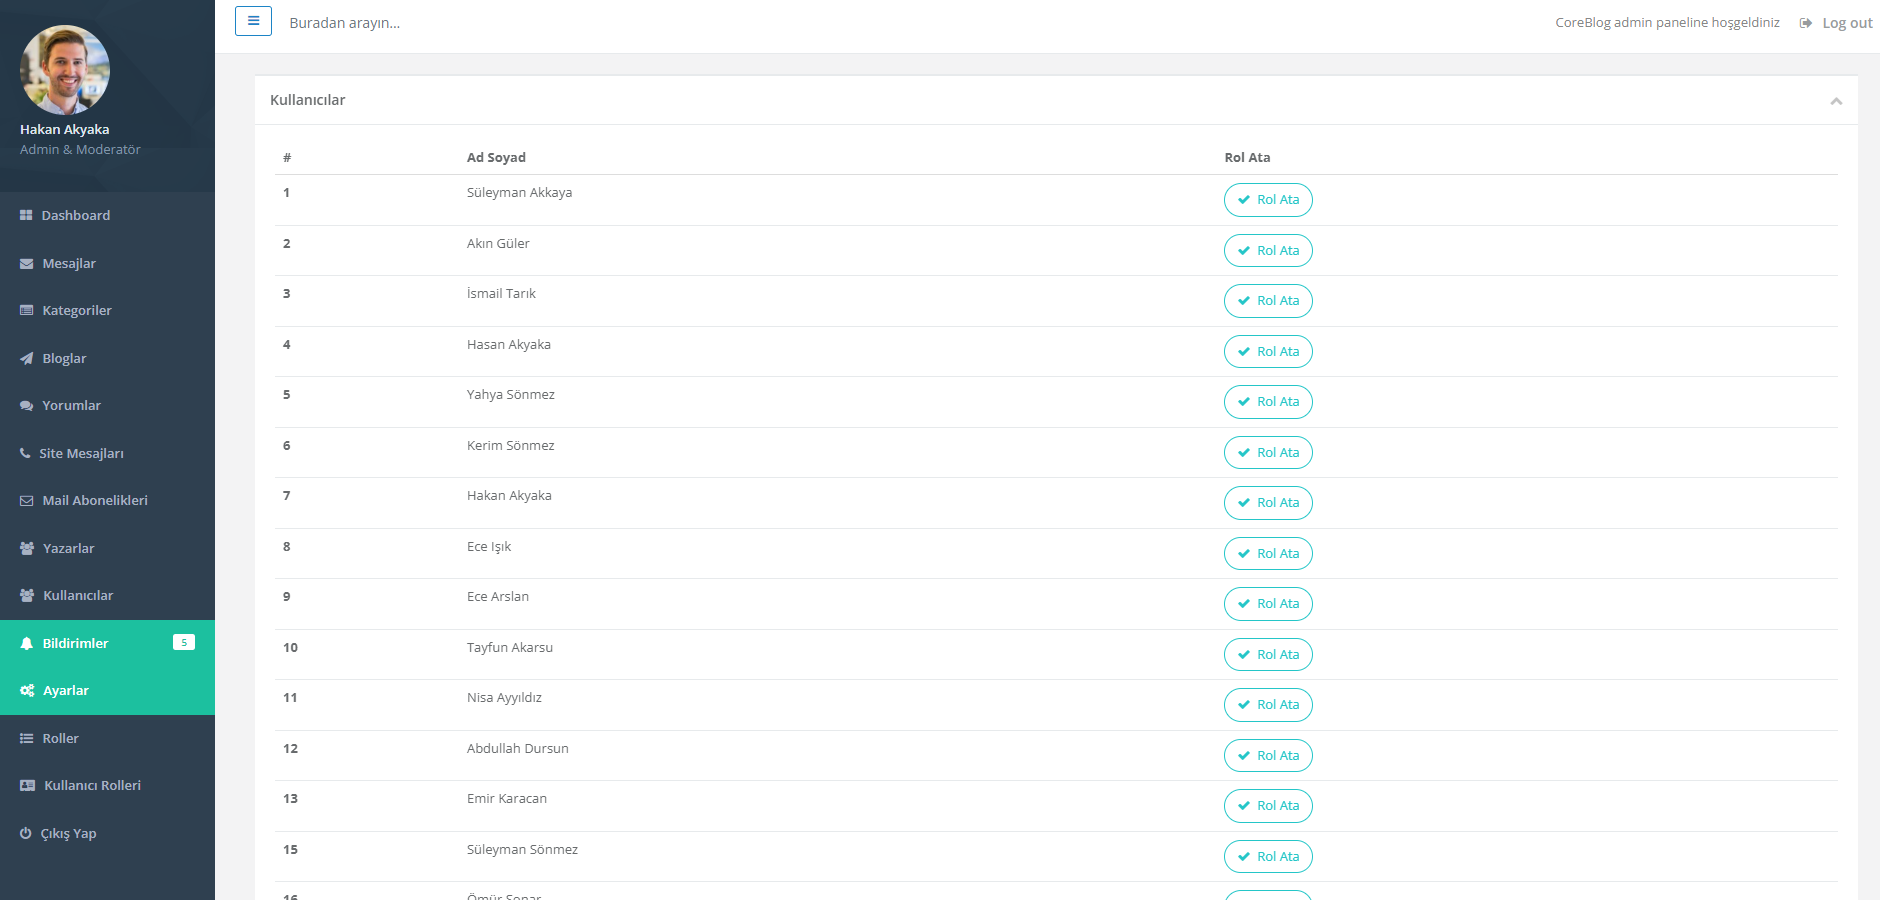 Hakan Akyaka
Admin & Moderatör
Dashboard
Mesajlar
Kategoriler
Bloglar
Yorumlar
Site Mesajları
Mail Abonelikleri
Yazarlar
Kullanıcılar
Bildirimler 5
Ayarlar
Roller
Kullanıcı Rolleri
Çıkış Yap
Buradan arayın... CoreBlog admin paneline hoşgeldiniz Log out
Kullanıcılar
# Ad Soyad Rol Ata
1 Süleyman Akkaya Rol Ata
2 Akın Güler Rol Ata
3 İsmail Tarık Rol Ata
4 Hasan Akyaka Rol Ata
5 Yahya Sönmez Rol Ata
6 Kerim Sönmez Rol Ata
7 Hakan Akyaka Rol Ata
8 Ece Işık Rol Ata
9 Ece Arslan Rol Ata
10 Tayfun Akarsu Rol Ata
11 Nisa Ayyıldız Rol Ata
12 Abdullah Dursun Rol Ata
13 Emir Karacan Rol Ata
15 Süleyman Sönmez Rol Ata
16 Ömür